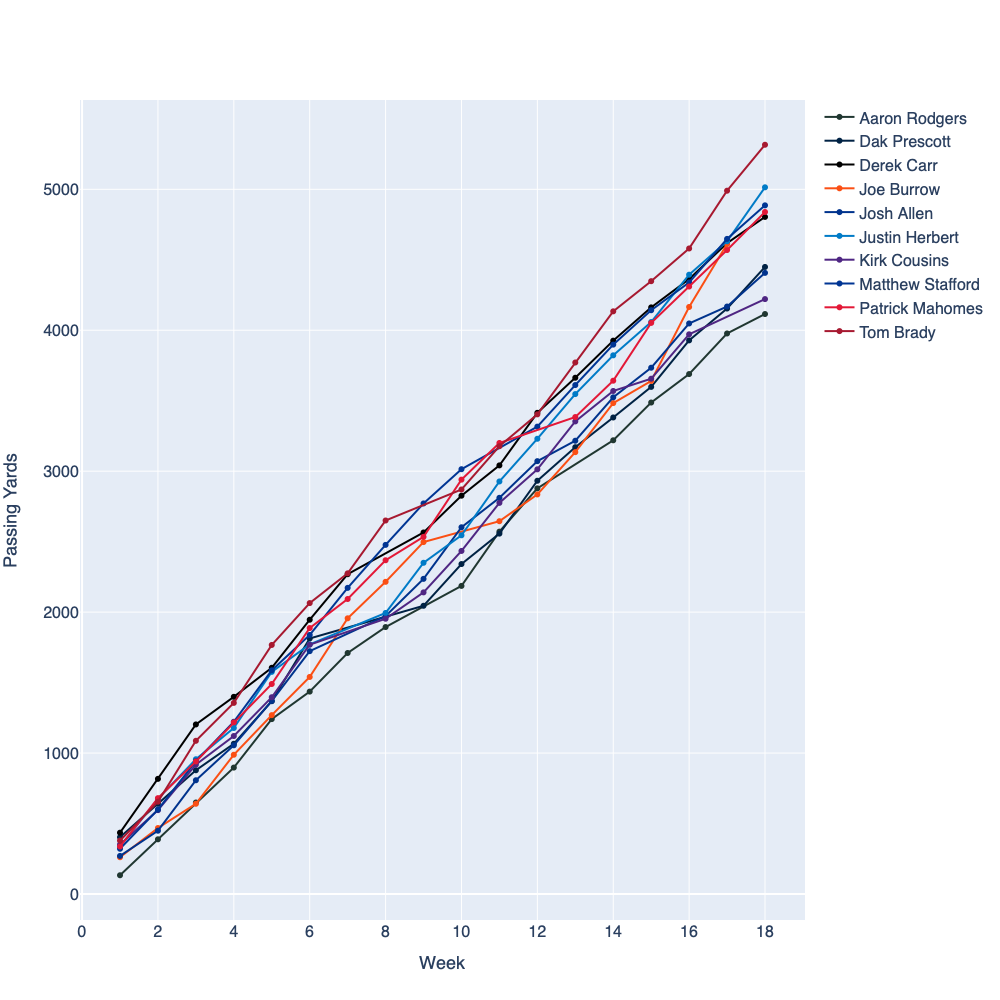 Aaron Rodgers
Dak Prescott
Derek Carr
Joe Burrow
Josh Allen
Justin Herbert
Kirk Cousins
Matthew Stafford
Patrick Mahomes
Tom Brady
5000
4000
3000
2000
1000
0
Passing Yards
0 2 4 6 8 10 12 14 16 18
Week